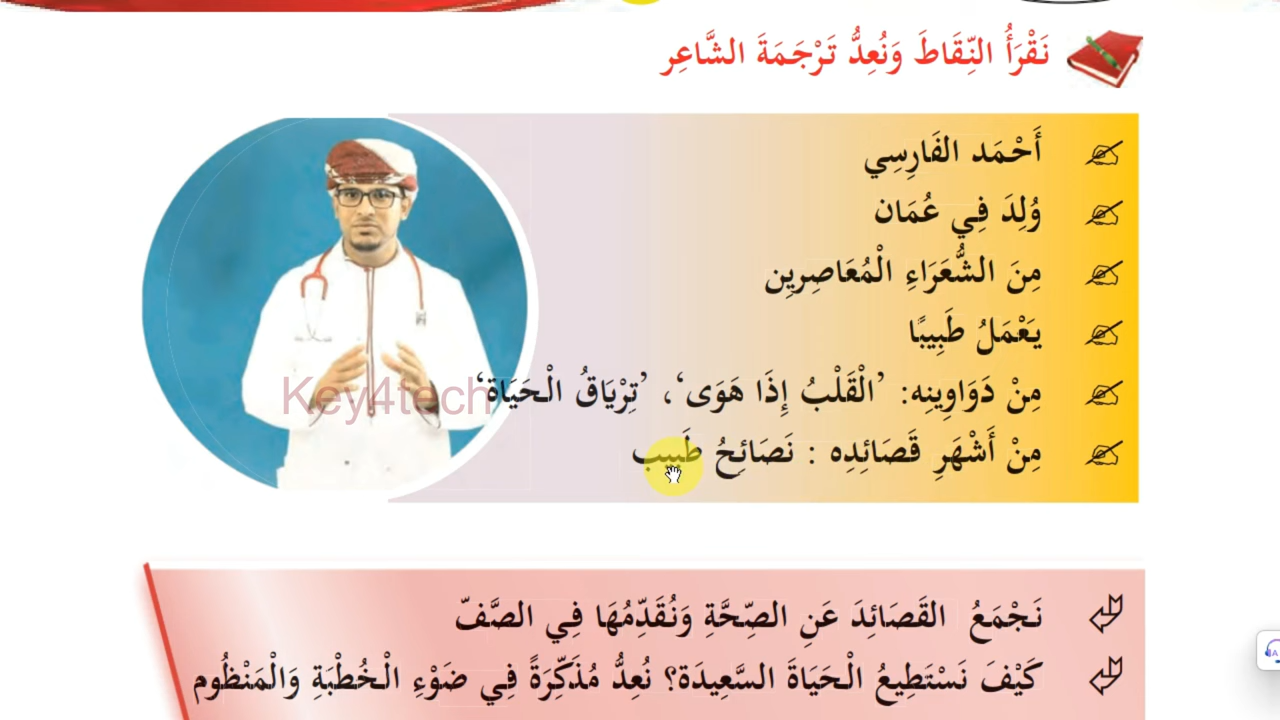 نَقْرَأُ النِّقَاطَ وَنُعِدُّ تَرْجَمَةَ الشَّاعِر
أَحْمَد الفَارِسِي
وُلِدَ فِي عُمَان
مِنَ الشُّعَرَاءِ الْمُعَاصِرِين
يَعْمَلُ طَبِيبًا
مِنْ دَوَاوِينِه: ’الْقَلْبُ إِذَا هَوَى‘، ’تِرْيَاقُ الْحَيَاة‘
Key4tech
مِنْ أَشْهَرِ قَصَائِدِه : نَصَائِحُ طَبِيب
نَجْمَعُ القَصَائِدَ عَنِ الصِّحَّةِ وَنُقَدِّمُهَا فِي الصَّفّ
كَيْفَ نَسْتَطِيعُ الْحَيَاةَ السَّعِيدَة؟ نُعِدُّ مُذَكِّرَةً فِي ضَوْءِ الْخُطْبَةِ وَالْمَنْظُوم